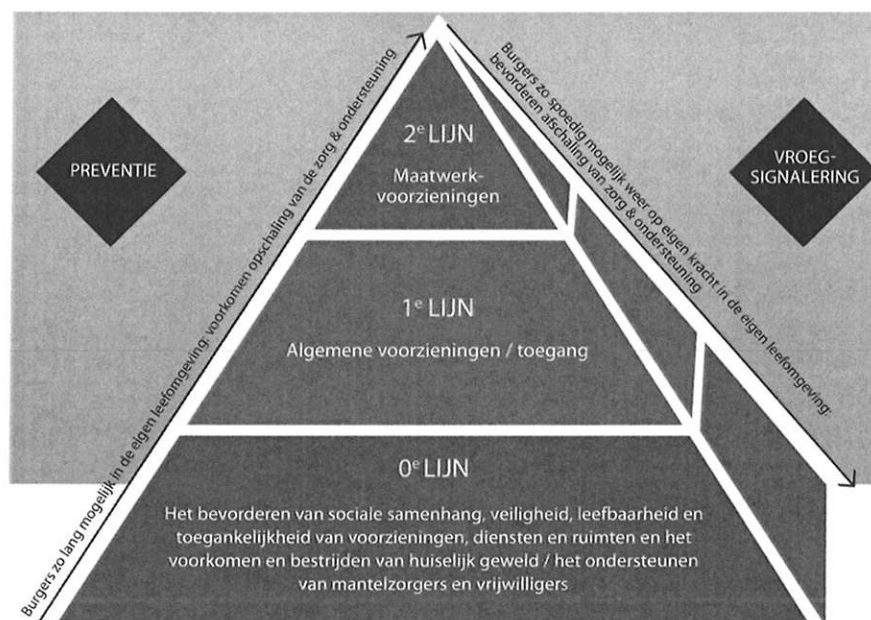 PREVENTIE
Burgers zo lang mogelijk in de eigen leefomgeving: voorkomen opschaling van de zorg & ondersteuning
2e LIJN
Maatwerk-
voorzieningen
1e LIJN
Algemene voorzieningen / toegang
0e LIJN
Het bevorderen van sociale samenhang, veiligheid, leefbaarheid en
toegankelijkheid van voorzieningen, diensten en ruimten en het
voorkomen en bestrijden van huiselijk geweld / het ondersteunen
van mantelzorgers en vrijwilligers
Burgers zo spoedig mogelijk weer op eigen kracht in de eigen leefomgeving:
bevorderen afschaling van zorg & ondersteuning
VROEG-
SIGNALERING